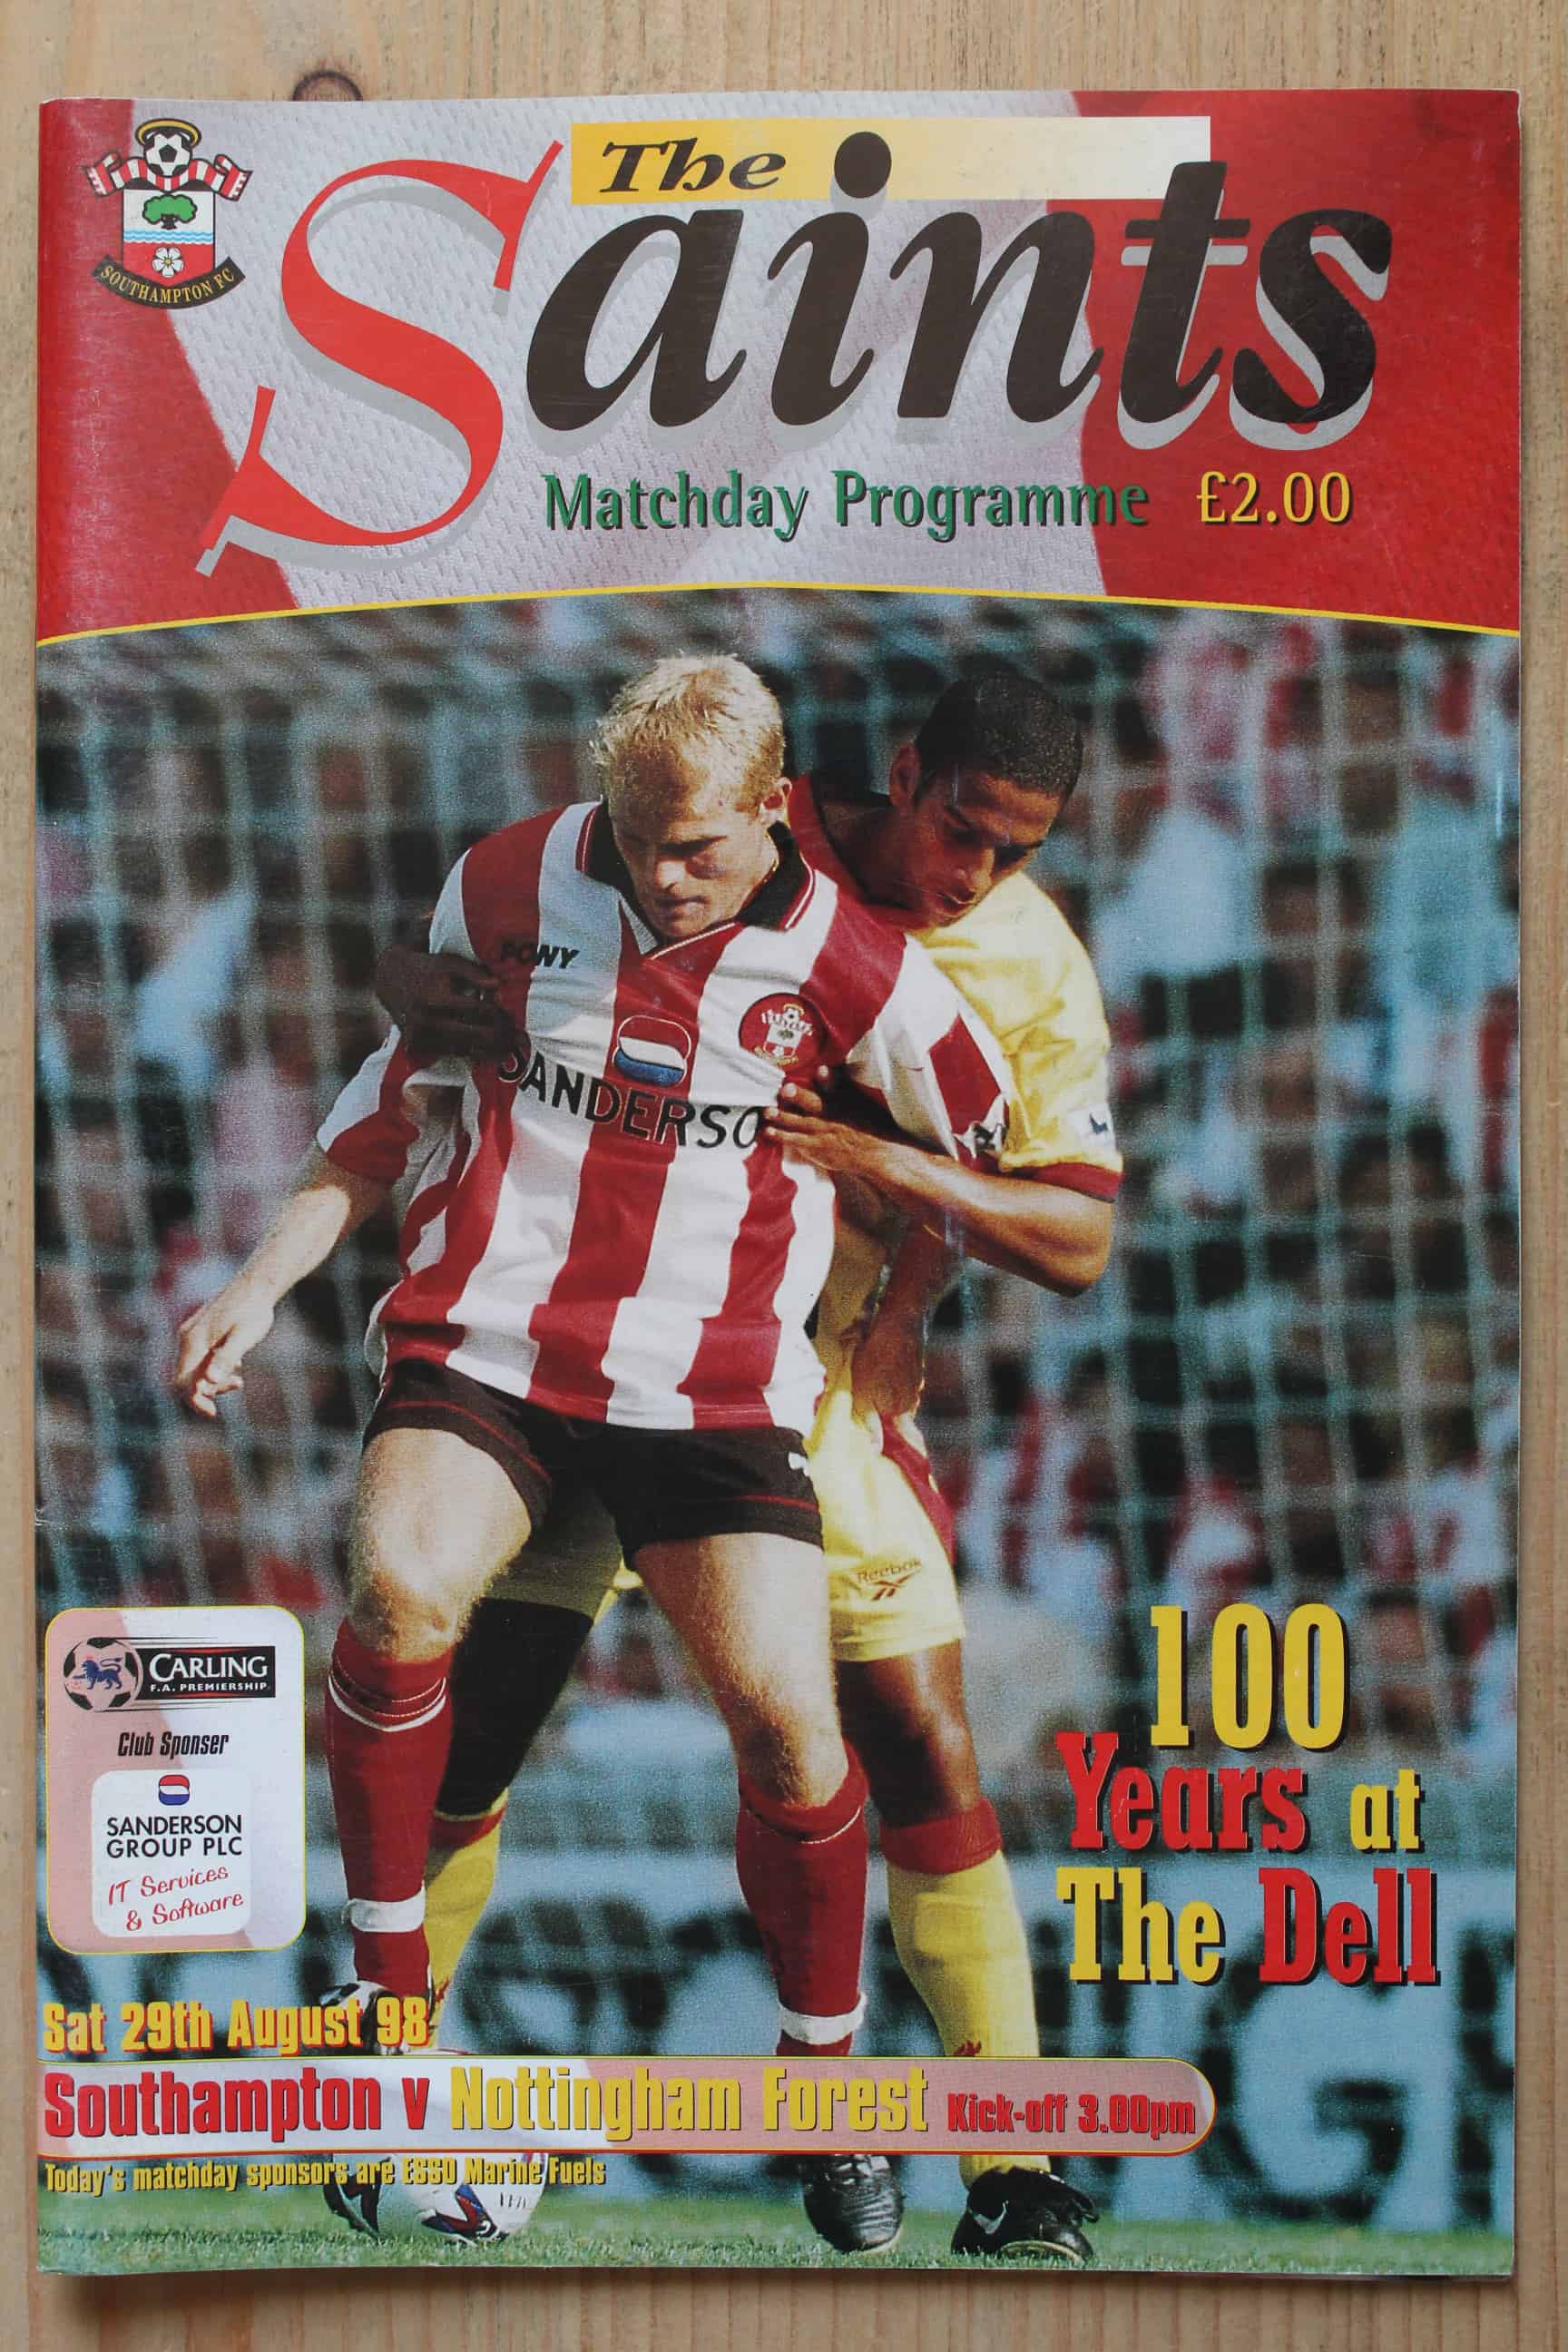 The
Saints
SOUTHAMPTON FC
Matchday Programme £2.00
PONY
SANDERSO
Reebok
CARLING
F.A. PREMIERSHIP
Club Sponser
SANDERSON
GROUP PLC
IT Services
& Software
100
Years at
The Dell
Sat 29th August 98
Southampton v Nottingham Forest Kick-off 3.00pm
Today's matchday sponsors are ESSO Marine Fuels